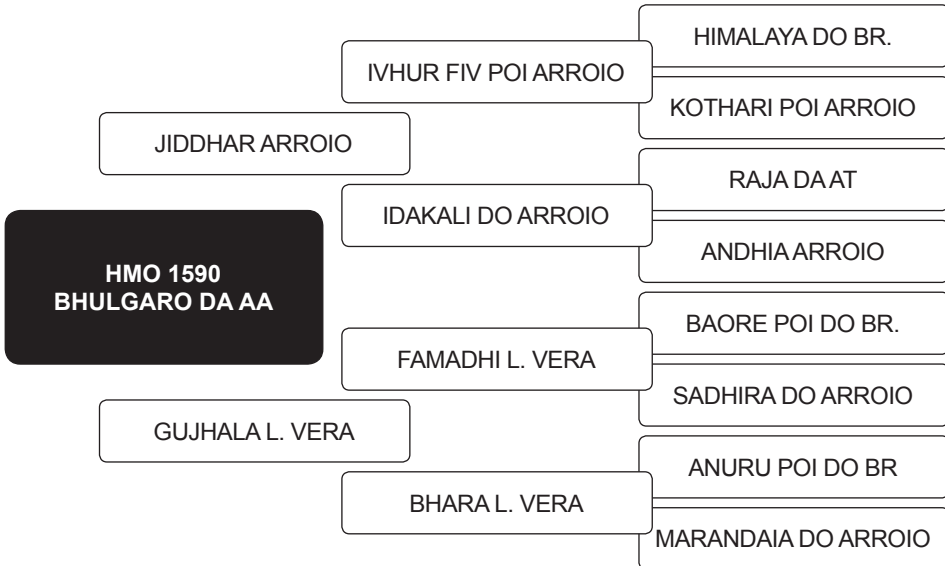 HIMALAYA DO BR.
IVHUR FIV POI ARROIO
KOTHARI POI ARROIO
JIDDHAR ARROIO
RAJA DA AT
IDAKALI DO ARROIO
ANDHIA ARROIO
HMO 1590
BHULGARO DA AA
BAORE POI DO BR.
FAMADHI L. VERA
SADHIRA DO ARROIO
GUJHALA L. VERA
ANURU POI DO BR
BHARA L. VERA
MARANDAIA DO ARROIO